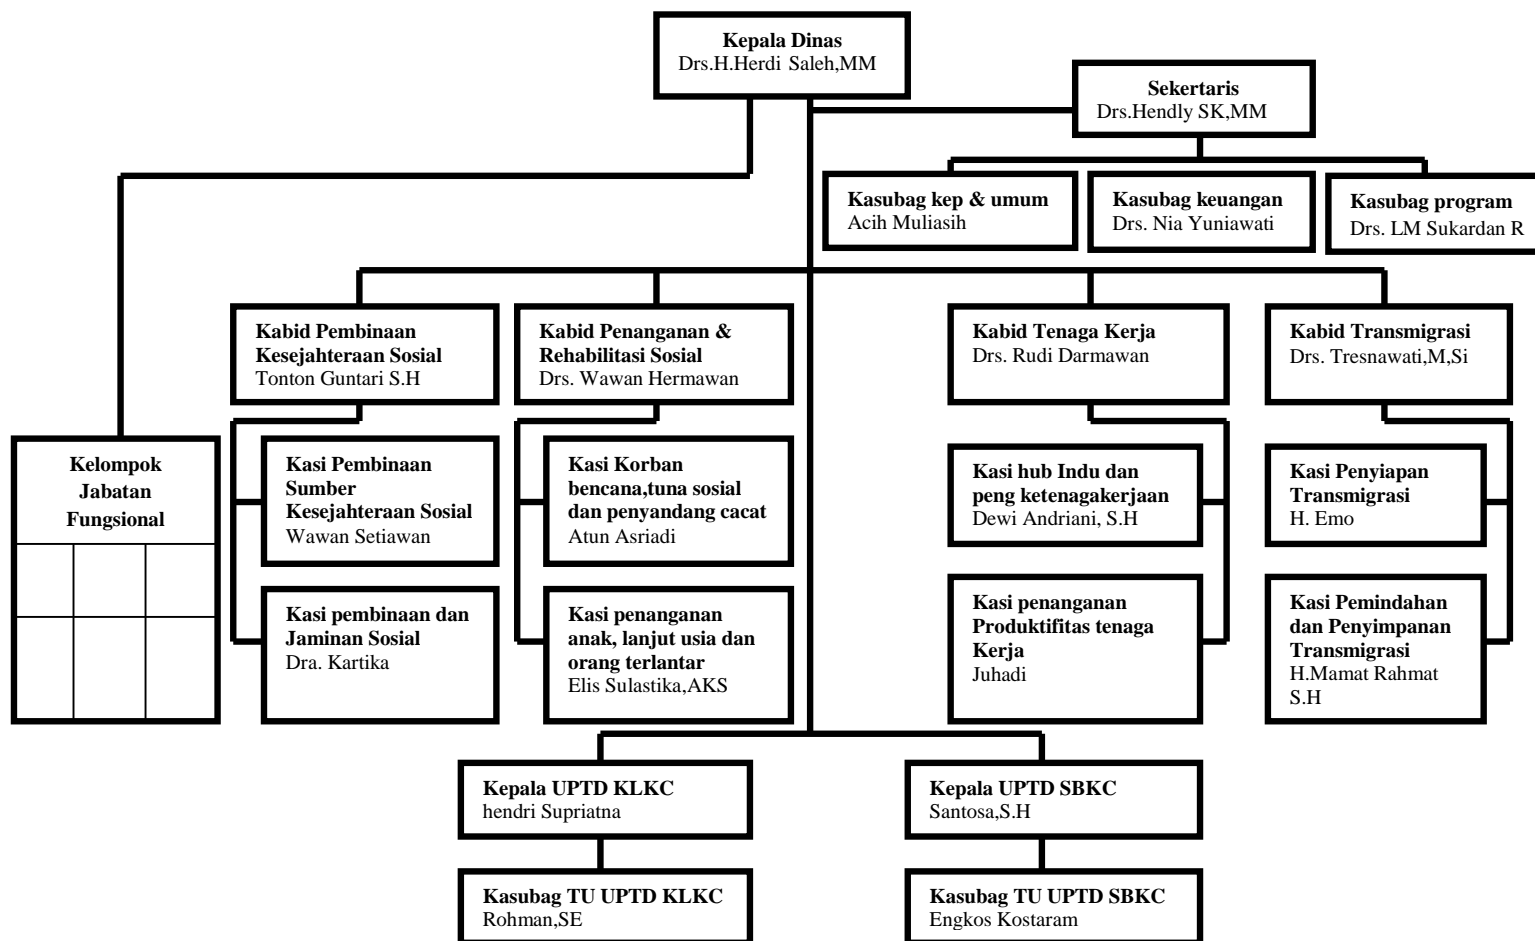 Kepala Dinas
Drs.H.Herdi Saleh,MM
Sekertaris
Drs.Hendly SK,MM
Kasubag kep & umum
Acih Muliasih
Kasubag keuangan
Drs. Nia Yuniawati
Kasubag program
Drs. LM Sukardan R
Kabid Pembinaan
Kesejahteraan Sosial
Tonton Guntari S.H
Kabid Penanganan &
Rehabilitasi Sosial
Drs. Wawan Hermawan
Kabid Tenaga Kerja
Drs. Rudi Darmawan
Kabid Transmigrasi
Drs. Tresnawati,M,Si
Kelompok
Jabatan
Fungsional
Kasi Pembinaan
Sumber
Kesejahteraan Sosial
Wawan Setiawan
Kasi Korban
bencana,tuna sosial
dan penyandang cacat
Atun Asriadi
Kasi hub Indu dan
peng ketenagakerjaan
Dewi Andriani, S.H
Kasi Penyiapan
Transmigrasi
H. Emo
Kasi pembinaan dan
Jaminan Sosial
Dra. Kartika
Kasi penanganan
anak, lanjut usia dan
orang terlantar
Elis Sulastika,AKS
Kasi penanganan
Produktifitas tenaga
Kerja
Juhadi
Kasi Pemindahan
dan Penyimpanan
Transmigrasi
H.Mamat Rahmat
S.H
Kepala UPTD KLKC
hendri Supriatna
Kepala UPTD SBKC
Santosa,S.H
Kasubag TU UPTD KLKC
Rohman,SE
Kasubag TU UPTD SBKC
Engkos Kostaram